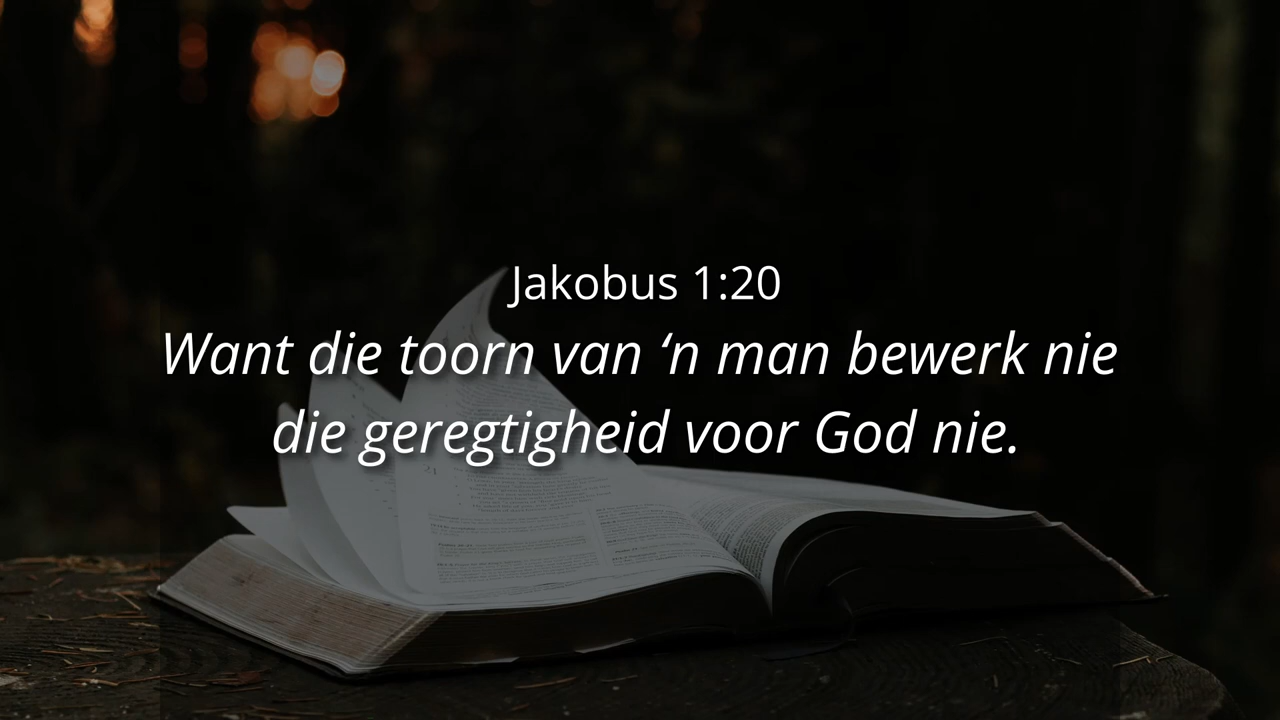 Jakobus 1:20
Want die toorn van ‘n man bewerk nie
die geregtigheid voor God nie.